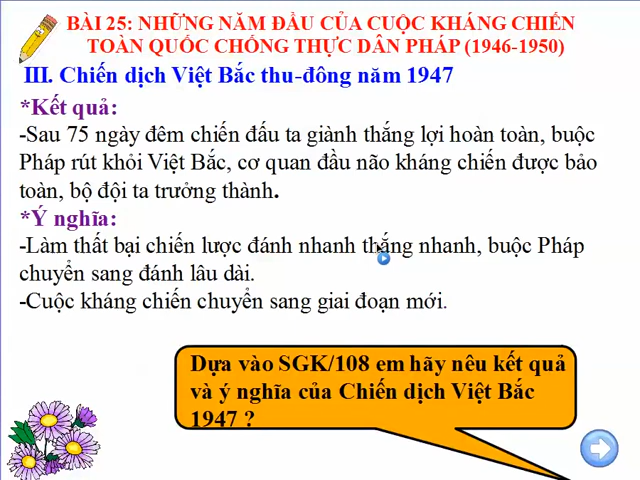 BÀI 25: NHỮNG NĂM ĐẦU CỦA CUỘC KHÁNG CHIẾN
TOÀN QUỐC CHỐNG THỰC DÂN PHÁP (1946-1950)
III. Chiến dịch Việt Bắc thu-đông năm 1947
*Kết quả:
-Sau 75 ngày đêm chiến đấu ta giành thắng lợi hoàn toàn, buộc
Pháp rút khỏi Việt Bắc, cơ quan đầu não kháng chiến được bảo
toàn, bộ đội ta trưởng thành.
*Ý nghĩa:
-Làm thất bại chiến lược đánh nhanh thắng nhanh, buộc Pháp
chuyển sang đánh lâu dài.
-Cuộc kháng chiến chuyển sang giai đoạn mới.
Dựa vào SGK/108 em hãy nêu kết quả
và ý nghĩa của Chiến dịch Việt Bắc
1947 ?